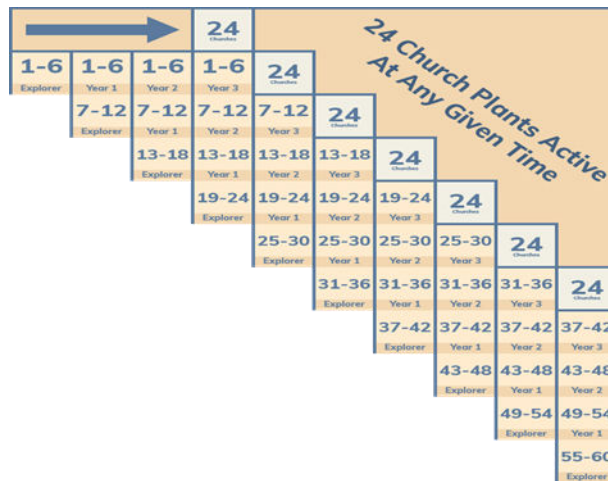 24
Churches
24 Church Plants Active
At Any Given Time
1-6 1-6 1-6 1-6 24
Explorer Year 1 Year 2 Year 3 Churches
7-12 7-12 7-12 7-12 24
Explorer Year 1 Year 2 Year 3 Churches
13-18 13-18 13-18 13-18 24
Explorer Year 1 Year 2 Year 3 Churches
19-24 19-24 19-24 19-24 24
Explorer Year 1 Year 2 Year 3 Churches
25-30 25-30 25-30 25-30 24
Explorer Year 1 Year 2 Year 3 Churches
31-36 31-36 31-36 31-36 24
Explorer Year 1 Year 2 Year 3 Churches
37-42 37-42 37-42 37-42
Explorer Year 1 Year 2 Year 3
43-48 43-48 43-48
Explorer Year 1 Year 2
49-54 49-54
Explorer Year 1
55-60
Explorer